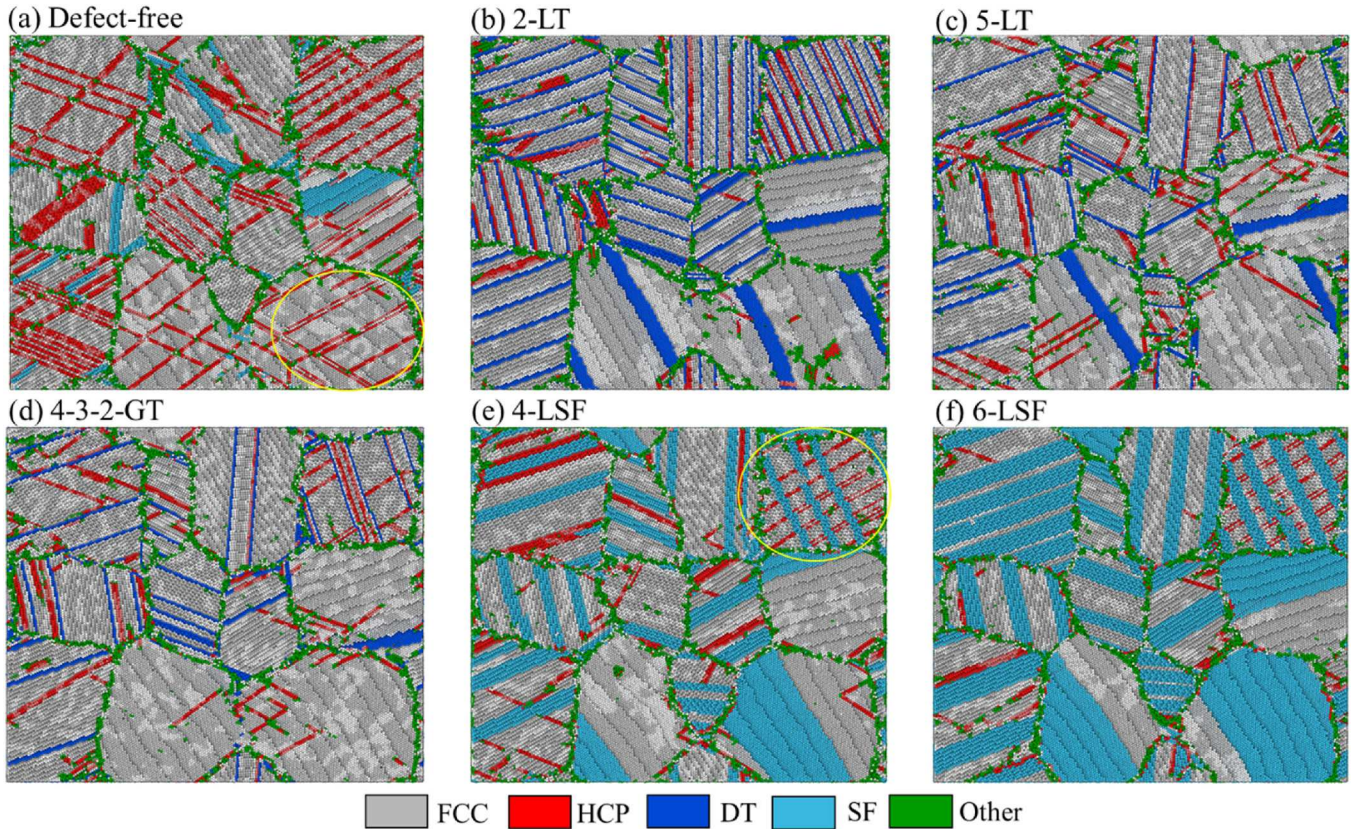 (a) Defect-free
(b) 2-LT
(c) 5-LT
(d) 4-3-2-GT
(e) 4-LSF
(f) 6-LSF
FCC HCP DT SF Other